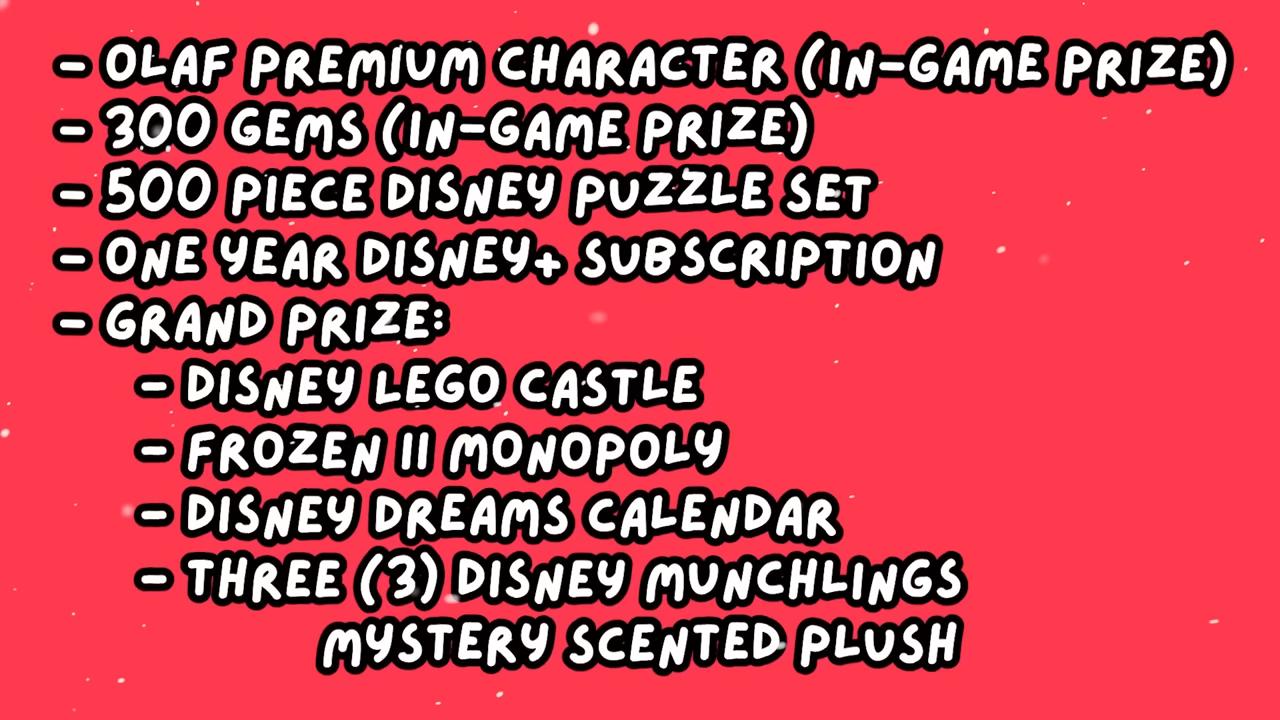 - OLAF PREMIUM CHARACTER (IN-GAME PRIZE)
- 300 GEMS (IN-GAME PRIZE)
- 500 PIECE DISNEY PUZZLE SET
- ONE YEAR DISNEY+ SUBSCRIPTION
- GRAND PRIZE:
- DISNEY LEGO CASTLE
- FROZEN II MONOPOLY
- DISNEY DREAMS CALENDAR
- THREE (3) DISNEY MUNCHLINGS
MYSTERY SCENTED PLUSH